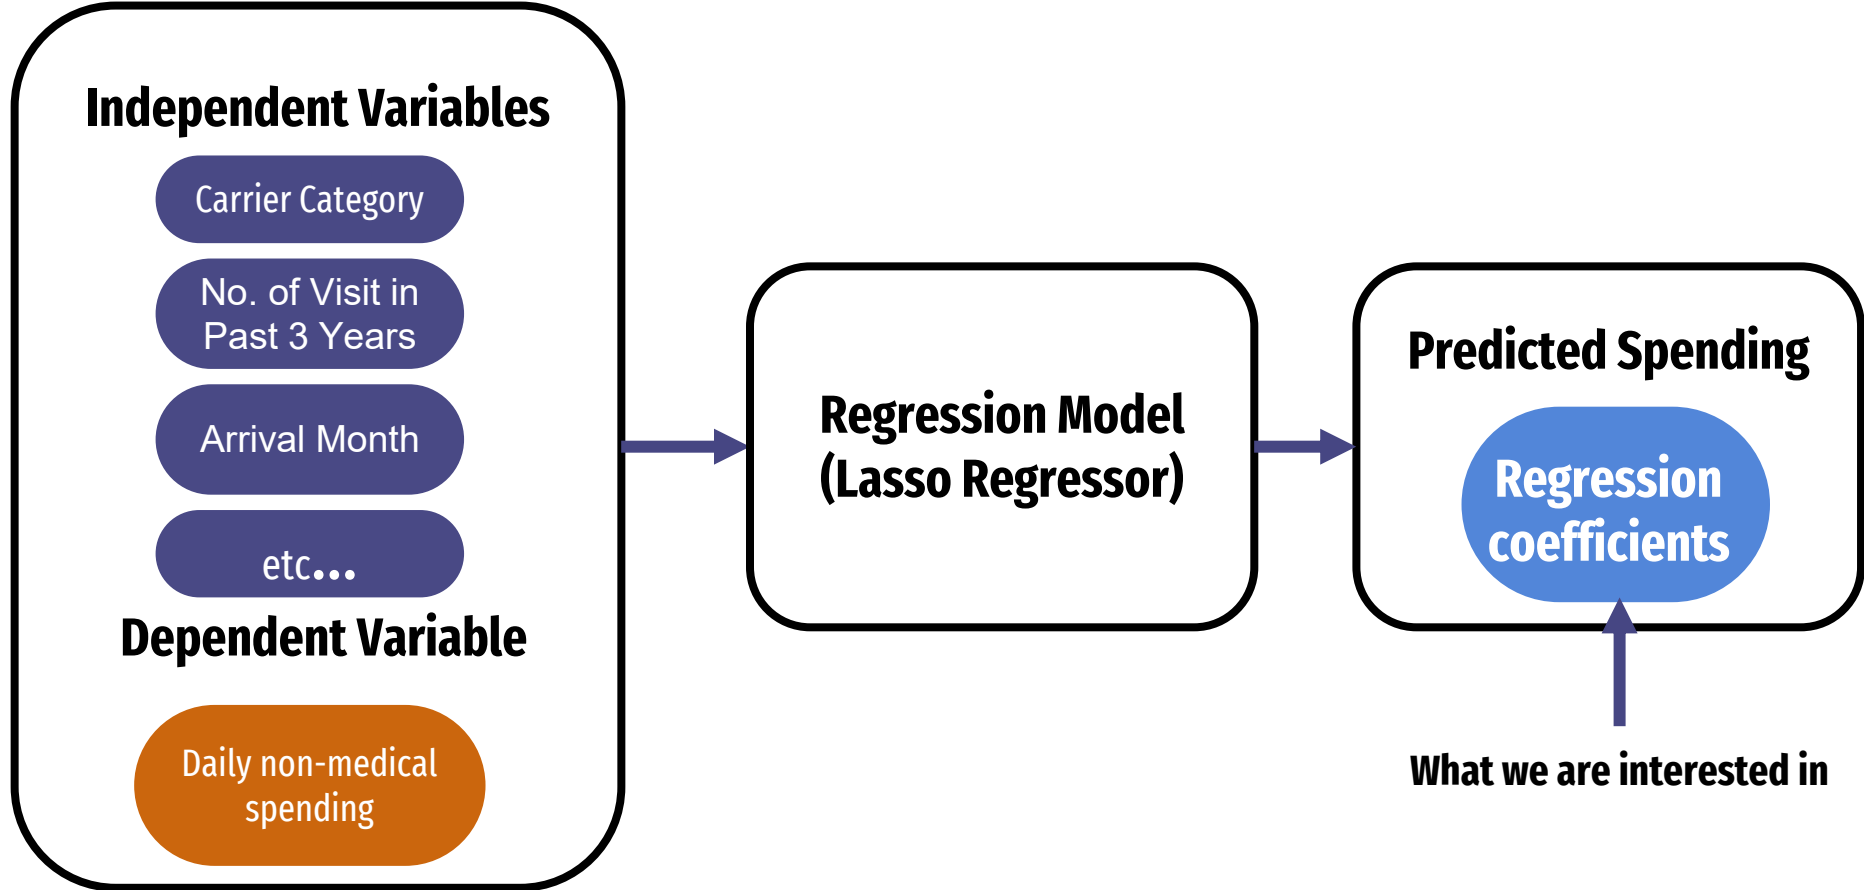 Independent Variables
Carrier Category
No. of Visit in
Past 3 Years
Arrival Month
etc...
Dependent Variable
Daily non-medical
spending
Regression Model
(Lasso Regressor)
Predicted Spending
Regression
coefficients
What we are interested in